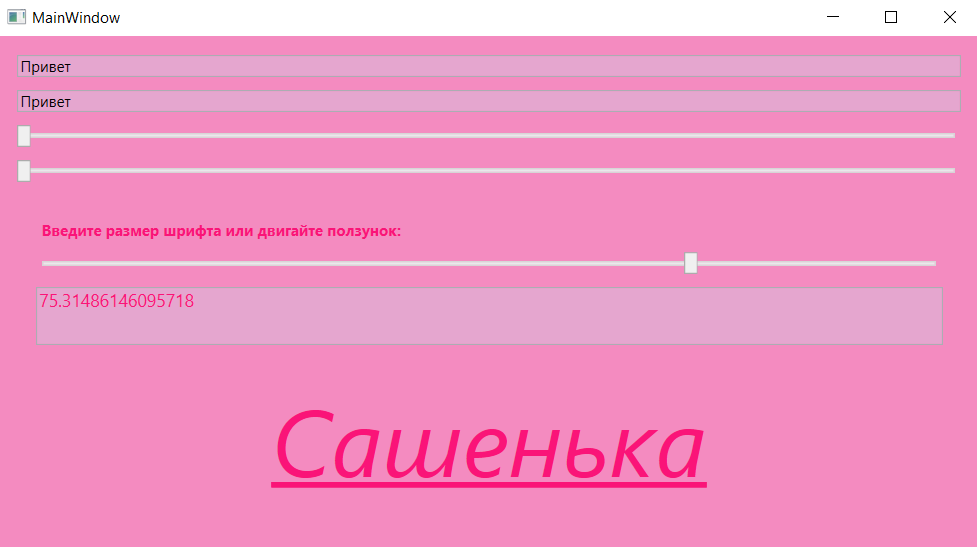 MainWindow
Привет
Привет
Введите размер шрифта или двигайте ползунок:
75.31486146095718
Сашенька